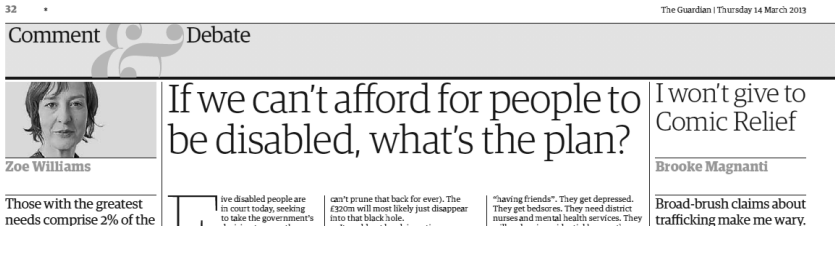 32 *
The Guardian | Thursday 14 March 2013
Comment & Debate
Zoe Williams
Those with the greatest
needs comprise 2% of the
If we can't afford for people to
be disabled, what's the plan?
ive disabled people are
in court today, seeking
to take the government's
can't prune that back for ever). The
£320m will most likely just disappear
into that black hole.
"having friends". They get depressed.
They get bedsores. They need district
nurses and mental health services. They
I won't give to
Comic Relief
Brooke Magnanti
Broad-brush claims about
trafficking make me wary.